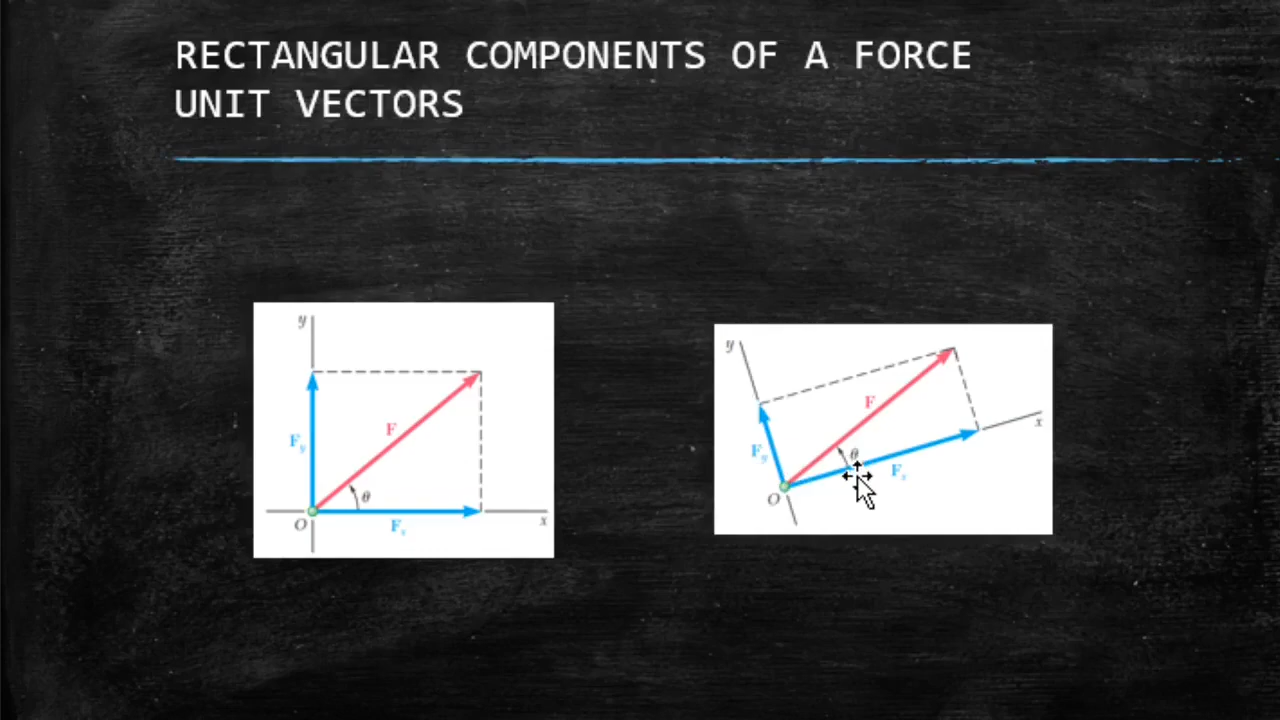 RECTANGULAR COMPONENTS OF A FORCE
UNIT VECTORS
y
F
Fy
θ
O
Fx
x
y
F
θ
x
Fy
Fx
O